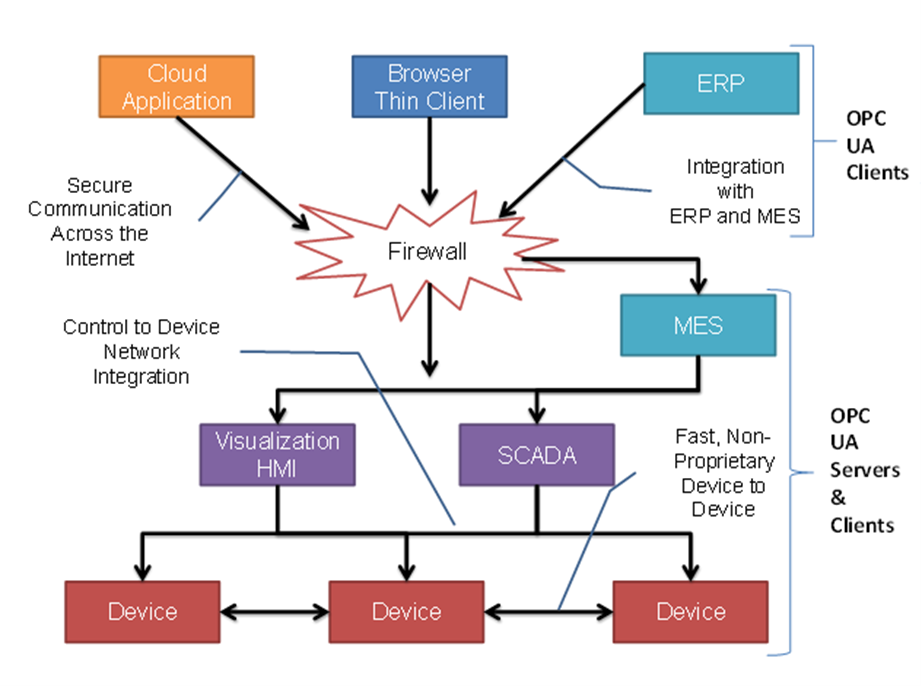 Cloud
Application
Browser
Thin Client
ERP
OPC
UA
Clients
Secure
Communication
Across the
Internet
Integration
with
ERP and MES
Firewall
MES
Control to Device
Network
Integration
Visualization
HMI
SCADA
Fast, Non-
Proprietary
Device to
Device
OPC
UA
Servers
&
Clients
Device
Device
Device